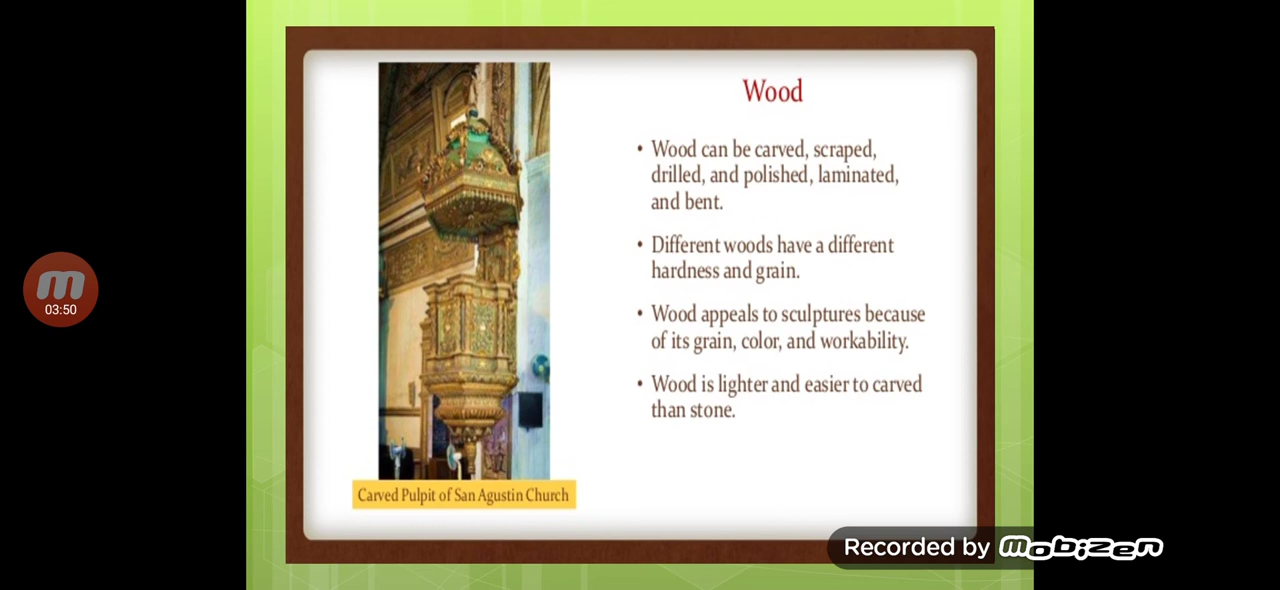 Wood
• Wood can be carved, scraped,
drilled, and polished, laminated,
and bent.
• Different woods have a different
hardness and grain.
• Wood appeals to sculptures because
of its grain, color, and workability.
• Wood is lighter and easier to carved
than stone.
Carved Pulpit of San Agustin Church
m
03:50
Recorded by mobizen